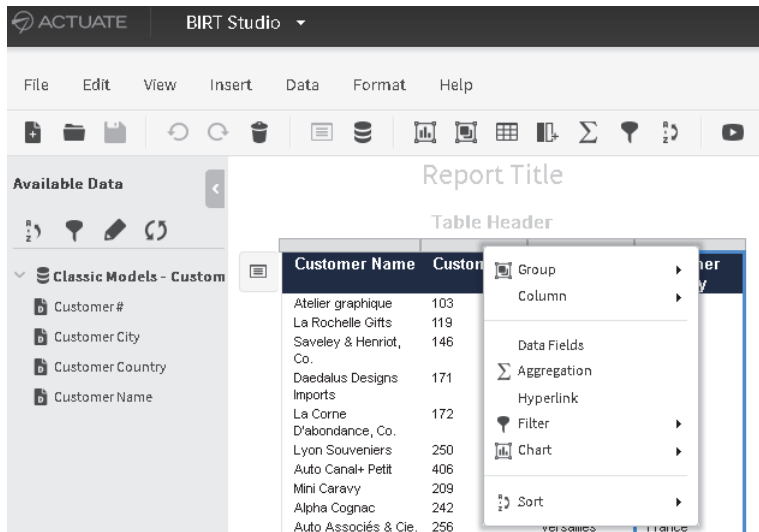 ACTUATE BIRT Studio
File Edit View Insert Data Format Help
Available Data
Classic Models - Custom
Customer #
Customer City
Customer Country
Customer Name
Report Title
Table Header
Customer Name Custom
Atelier graphique 103
La Rochelle Gifts 119
Saveley & Henriot, 146
Co.
Daedalus Designs 171
Imports
La Corne 172
D'abondance, Co.
Lyon Souveniers 250
Auto Canal+ Petit 406
Mini Caravy 209
Alpha Cognac 242
Auto Associés & Cie. 256 Versailles France
Group
Column
Data Fields
Aggregation
Hyperlink
Filter
Chart
Sort